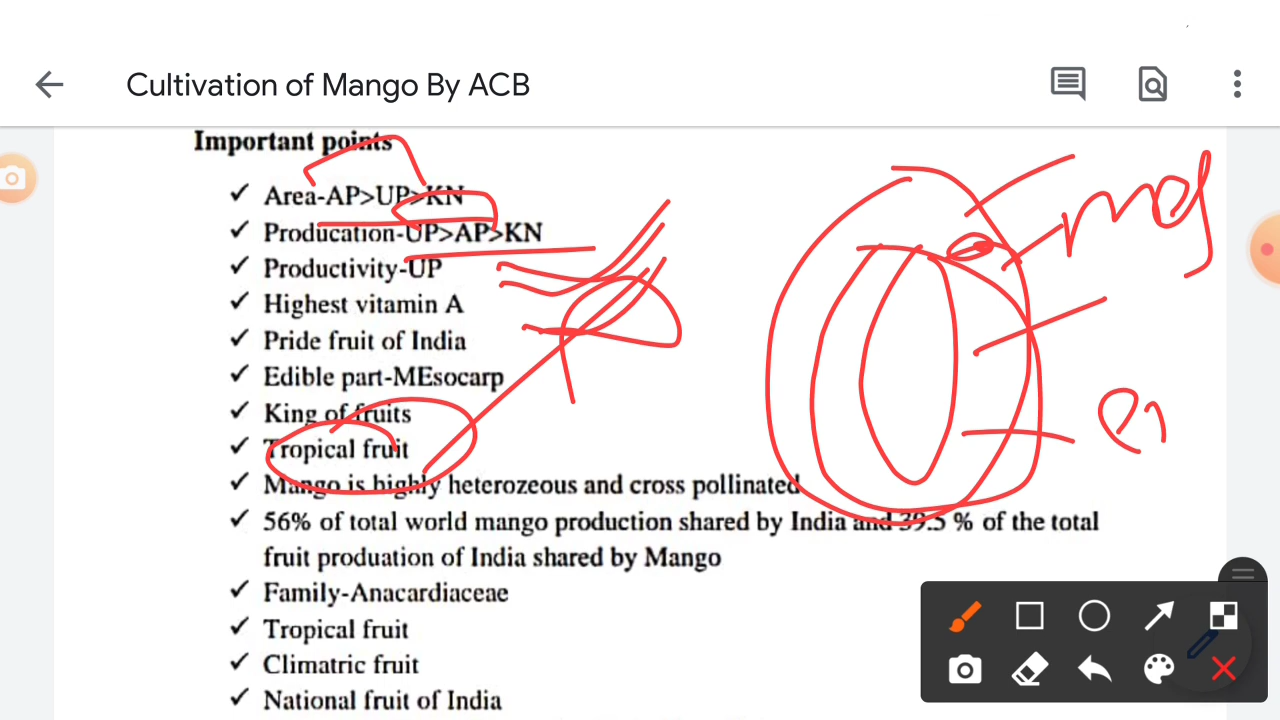 Cultivation of Mango By ACB
Important points
✓ Area-AP>UP>KN
✓ Producation-UP>AP>KN
✓ Productivity-UP
✓ Highest vitamin A
✓ Pride fruit of India
✓ Edible part-MEsocarp
✓ King of fruits
✓ Tropical fruit
✓ Mango is highly heterozeous and cross pollinated
✓ 56% of total world mango production shared by India and 39.5 % of the total
fruit produation of India shared by Mango
✓ Family-Anacardiaceae
✓ Tropical fruit
✓ Climatric fruit
✓ National fruit of India